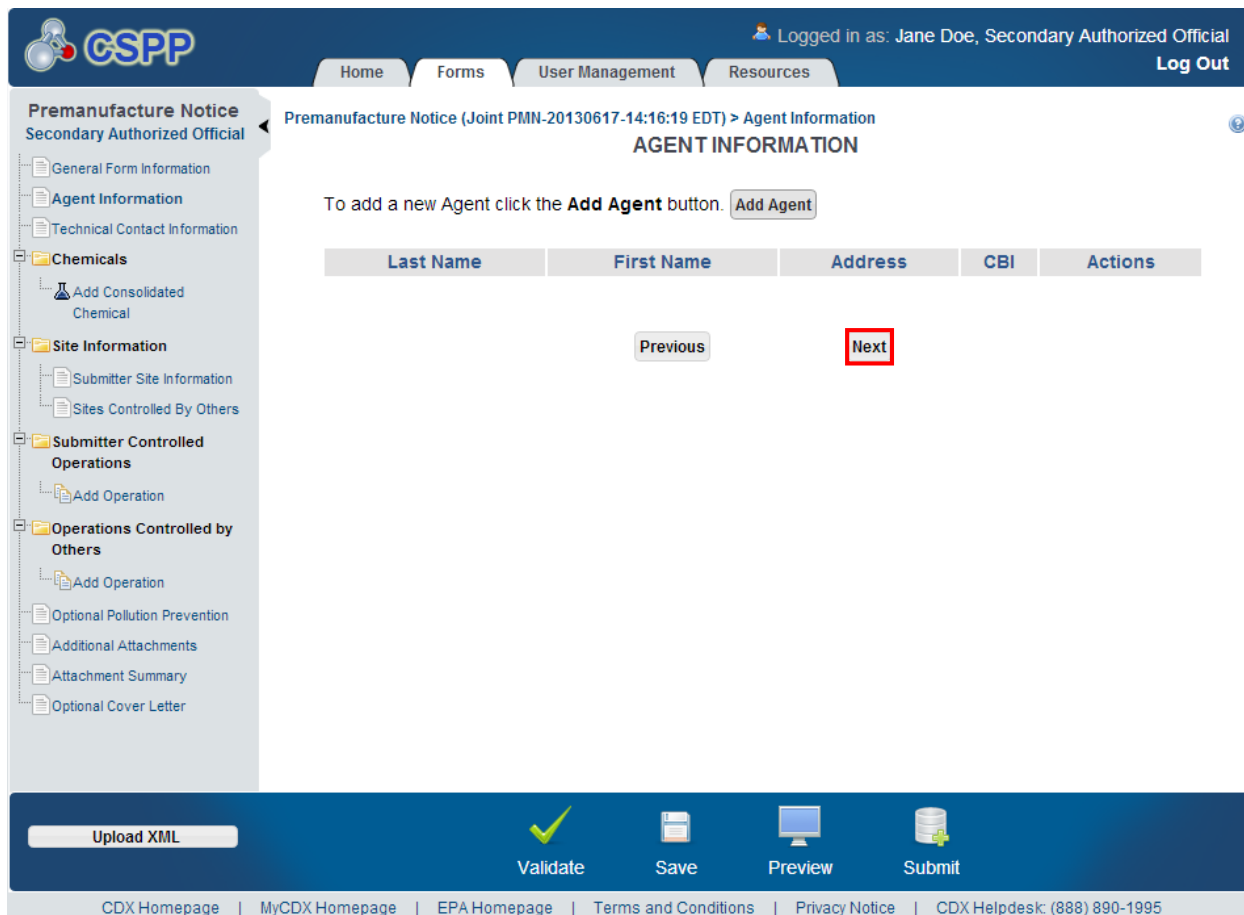 CSPP
Logged in as: Jane Doe, Secondary Authorized Official
Log Out
Home
Forms
User Management
Resources
Premanufacture Notice
Secondary Authorized Official
General Form Information
Agent Information
Technical Contact Information
Chemicals
Add Consolidated
Chemical
Site Information
Submitter Site Information
Sites Controlled By Others
Submitter Controlled
Operations
Add Operation
Operations Controlled by
Others
Add Operation
Optional Pollution Prevention
Additional Attachments
Attachment Summary
Optional Cover Letter
Premanufacture Notice (Joint PMN-20130617-14:16:19 EDT) > Agent Information
AGENT INFORMATION
To add a new Agent click the Add Agent button. Add Agent
Last Name First Name Address CBI Actions
Previous Next
Upload XML
Validate Save Preview Submit
CDX Homepage | MyCDX Homepage | EPA Homepage | Terms and Conditions | Privacy Notice | CDX Helpdesk: (888) 890-1995